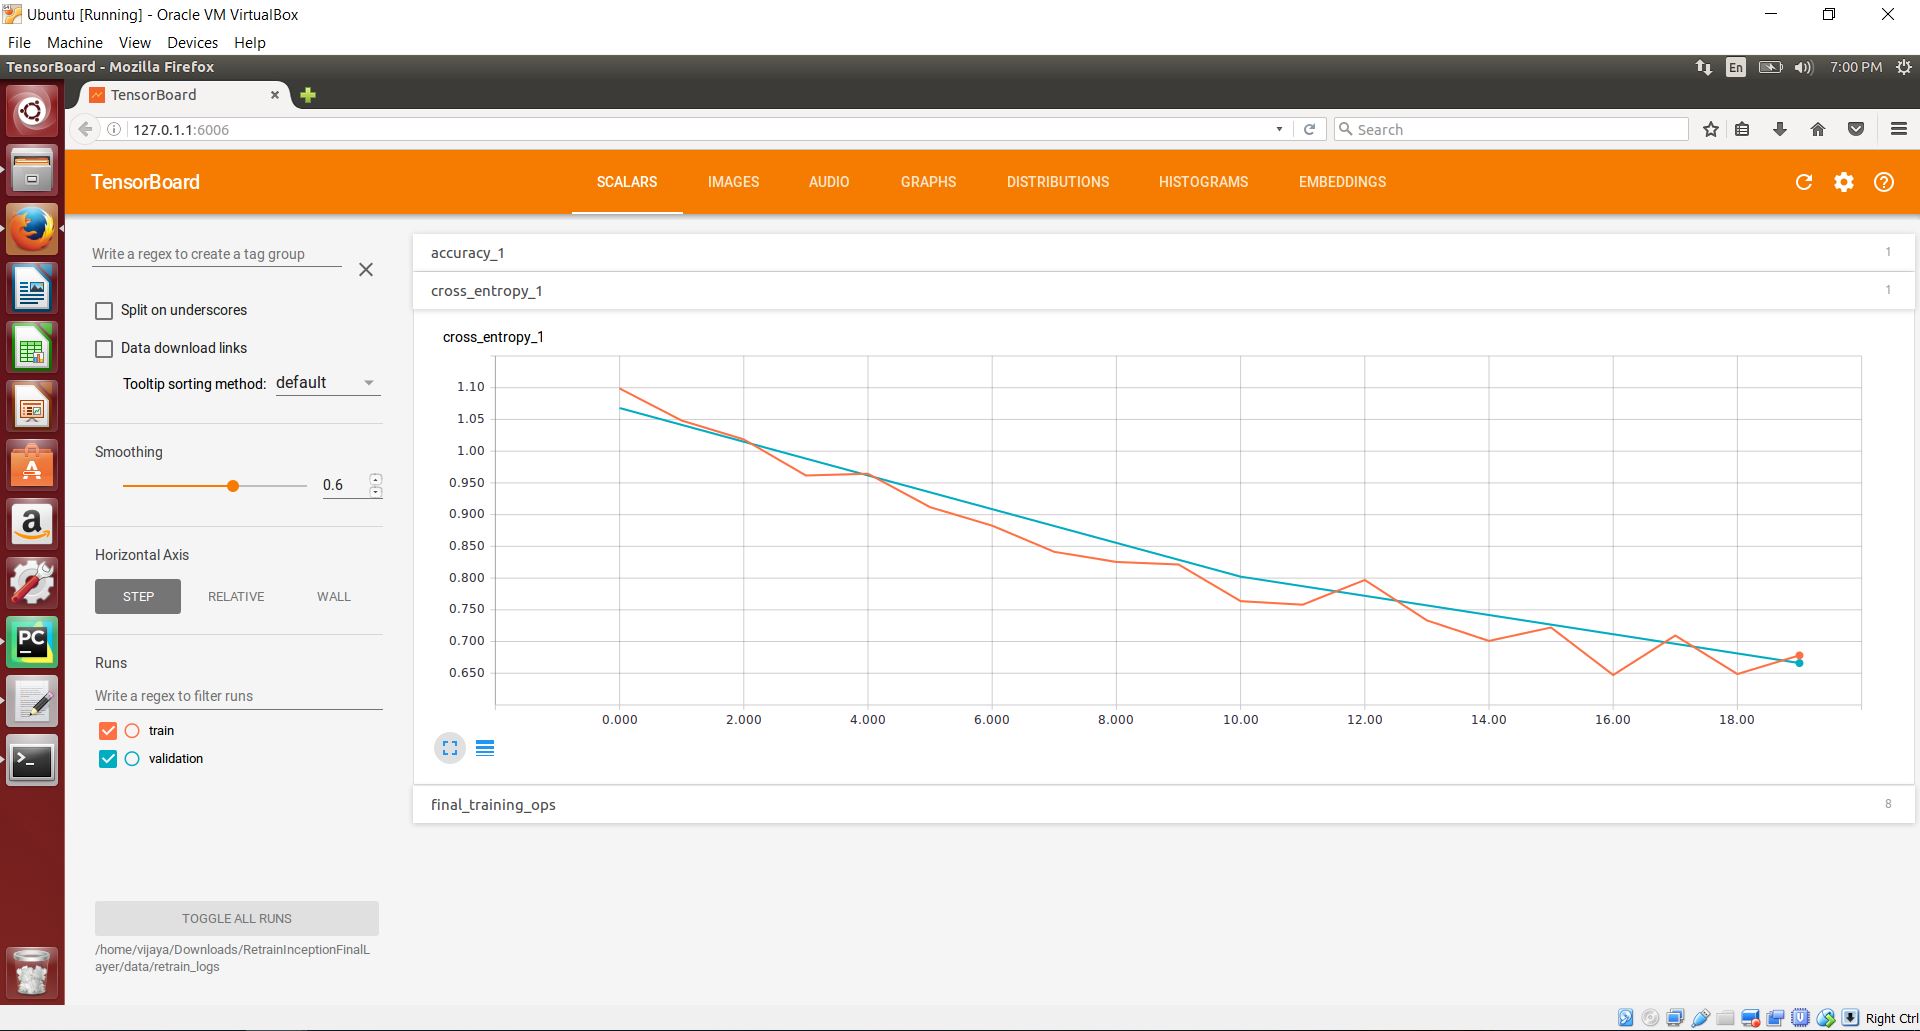 Ubuntu [Running] - Oracle VM VirtualBox
File Machine View Devices Help
TensorBoard - Mozilla Firefox
En 7:00 PM
TensorBoard
127.0.1.1:6006
Search
TensorBoard
SCALARS IMAGES AUDIO GRAPHS DISTRIBUTIONS HISTOGRAMS EMBEDDINGS
Write a regex to create a tag group
Split on underscores
Data download links
Tooltip sorting method: default
Smoothing
0.6
Horizontal Axis
STEP RELATIVE WALL
Runs
Write a regex to filter runs
train
validation
TOGGLE ALL RUNS
/home/vijaya/Downloads/RetrainInceptionFinalL
ayer/data/retrain_logs
accuracy_1 1
cross_entropy_1 1
cross_entropy_1
1.10
1.05
1.00
0.950
0.900
0.850
0.800
0.750
0.700
0.650
0.000 2.000 4.000 6.000 8.000 10.00 12.00 14.00 16.00 18.00
final_training_ops 8
PC
Right Ctrl